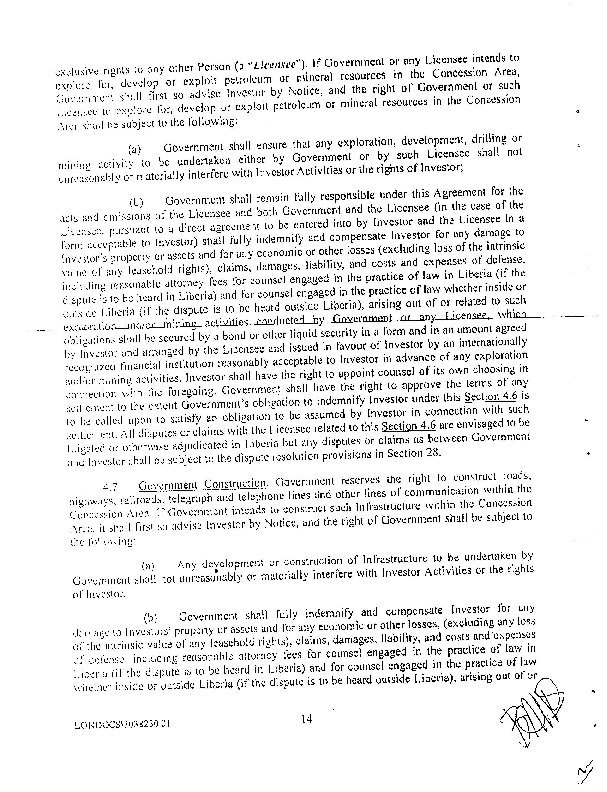 exclusive rights to any other Person (a "Licensee"). If Government or any Licensee intends to
explore for, develop or exploit petroleum or mineral resources in the Concession Area,
Government shall first so advise Investor by Notice, and the right of Government or such
Licensee to explore for, develop or exploit petroleum or mineral resources in the Concession
Area shall be subject to the following:
(a) Government shall ensure that any exploration, development, drilling or
mining activity to be undertaken either by Government or by such Licensee shall not
unreasonably or materially interfere with Investor Activities or the rights of Investor;
(b) Government shall remain fully responsible under this Agreement for the
acts and omissions of the Licensee and both Government and the Licensee (in the case of the
Licensee, pursuant to a direct agreement to be entered into by Investor and the Licensee in a
form acceptable to Investor) shall fully indemnify and compensate Investor for any damage to
Investor's property or assets and for any economic or other losses (excluding loss of the intrinsic
value of any leasehold rights), claims, damages, liability, and costs and expenses of defense,
including reasonable attorney fees for counsel engaged in the practice of law in Liberia (if the
dispute is to be heard in Liberia) and for counsel engaged in the practice of law whether inside or
outside Liberia (if the dispute is to be heard outside Liberia), arising out of or related to such
exploration and/or mining activities conducted by Government or any Licensee, which
obligations shall be secured by a bond or other liquid security in a form and in an amount agreed
by Investor and arranged by the Licensee and issued in favour of Investor by an internationally
recognized financial institution reasonably acceptable to Investor in advance of any exploration
and/or mining activities. Investor shall have the right to appoint counsel of its own choosing in
connection with the foregoing. Government shall have the right to approve the terms of any
settlement to the extent Government's obligation to indemnify Investor under this Section 4.6 is
to be called upon to satisfy an obligation to be assumed by Investor in connection with such
settlement. All disputes or claims with the Licensee related to this Section 4.6 are envisaged to be
litigated or otherwise adjudicated in Liberia but any disputes or claims as between Government
and Investor shall be subject to the dispute resolution provisions in Section 28.
4.7 Government Construction. Government reserves the right to construct roads,
highways, railroads, telegraph and telephone lines and other lines of communication within the
Concession Area. If Government intends to construct such Infrastructure within the Concession
Area, it shall first so advise Investor by Notice, and the right of Government shall be subject to
the following:
(a) Any development or construction of Infrastructure to be undertaken by
Government shall not unreasonably or materially interfere with Investor Activities or the rights
of Investor.
(b) Government shall fully indemnify and compensate Investor for any
damage to Investors' property or assets and for any economic or other losses, (excluding any loss
of the intrinsic value of any leasehold rights), claims, damages, liability, and costs and expenses
of defense, including reasonable attorney fees for counsel engaged in the practice of law in
Liberia (if the dispute is to be heard in Liberia) and for counsel engaged in the practice of law
whether inside or outside Liberia (if the dispute is to be heard outside Liberia), arising out of or
14